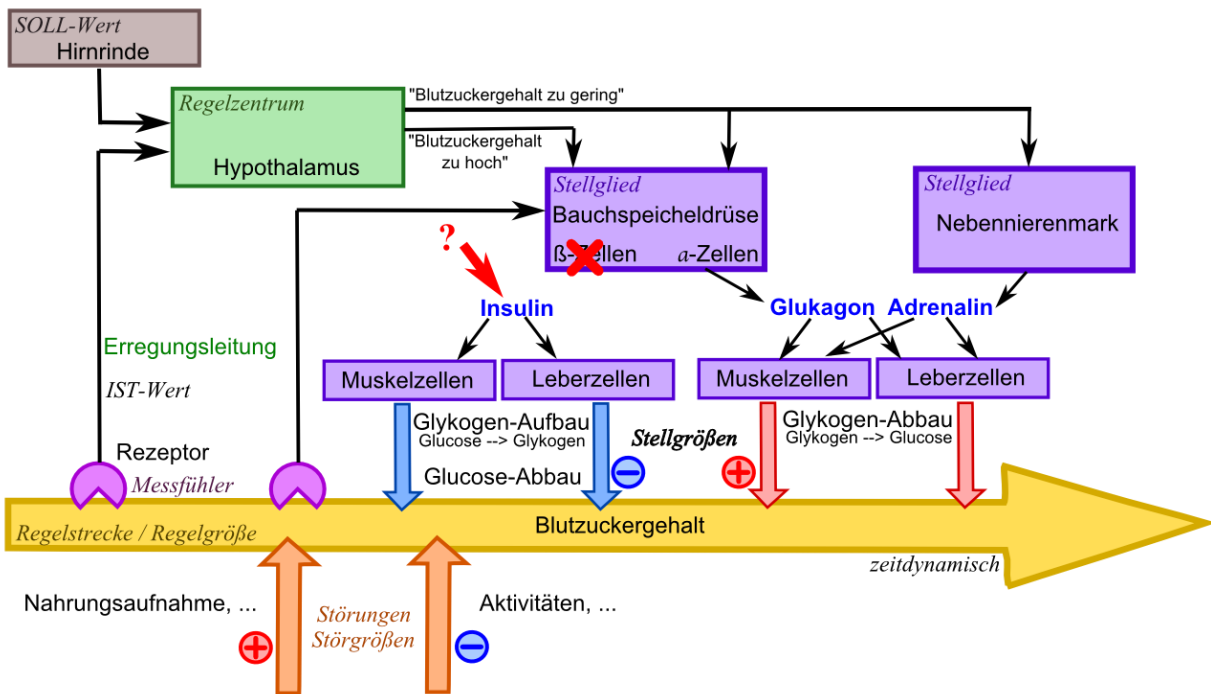 SOLL-Wert
Hirnrinde
Regelzentrum
Hypothalamus
"Blutzuckergehalt zu gering"
"Blutzuckergehalt
zu hoch"
Stellglied
Bauchspeicheldrüse
ß-Zellen
a-Zellen
Stellglied
Nebennierenmark
?
Insulin
Glukagon
Adrenalin
Erregungsleitung
IST-Wert
Muskelzellen
Leberzellen
Muskelzellen
Leberzellen
Glykogen-Aufbau
Glucose --> Glykogen
Glucose-Abbau
Stellgrößen
Glykogen-Abbau
Glykogen --> Glucose
Rezeptor
Messfühler
Regelstrecke / Regelgröße
Blutzuckergehalt
zeitdynamisch
Nahrungsaufnahme, ...
Störungen
Störgrößen
Aktivitäten, ...